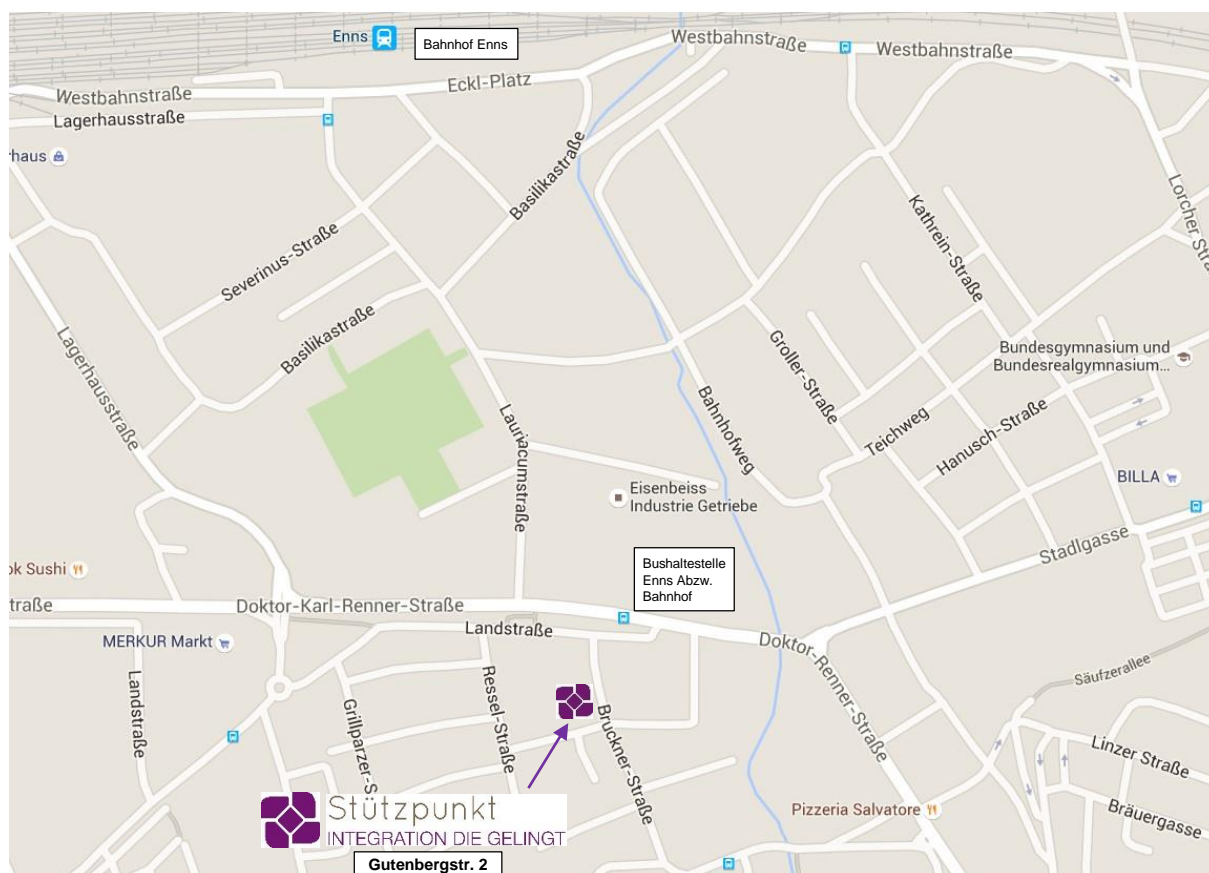 Enns
Bahnhof Enns
Westbahnstraße
Westbahnstraße
Eckl-Platz
Westbahnstraße
Lagerhausstraße
rhaus
Basilikastraße
Lorcher Stra
Kathrein-Straße
Severinus-Straße
Basilikastraße
Lagerhausstraße
Groller-Straße
Bundesgymnasium und
Bundesrealgymnasium...
Lauriacumstraße
Bahnhofweg
Teichweg
Hanusch-Straße
BILLA
Eisenbeiss
Industrie Getriebe
Stadlgasse
Bushaltestelle
Enns Abzw.
Bahnhof
ok Sushi
traße
Doktor-Karl-Renner-Straße
Landstraße
MERKUR Markt
Doktor-Renner-Straße
Säufzerallee
Landstraße
Grillparzer-S
Ressel-Straße
Bruckner-Straße
Linzer Straße
Bräuergasse
Pizzeria Salvatore
Stützpunkt
INTEGRATION DIE GELINGT
Gutenbergstr. 2